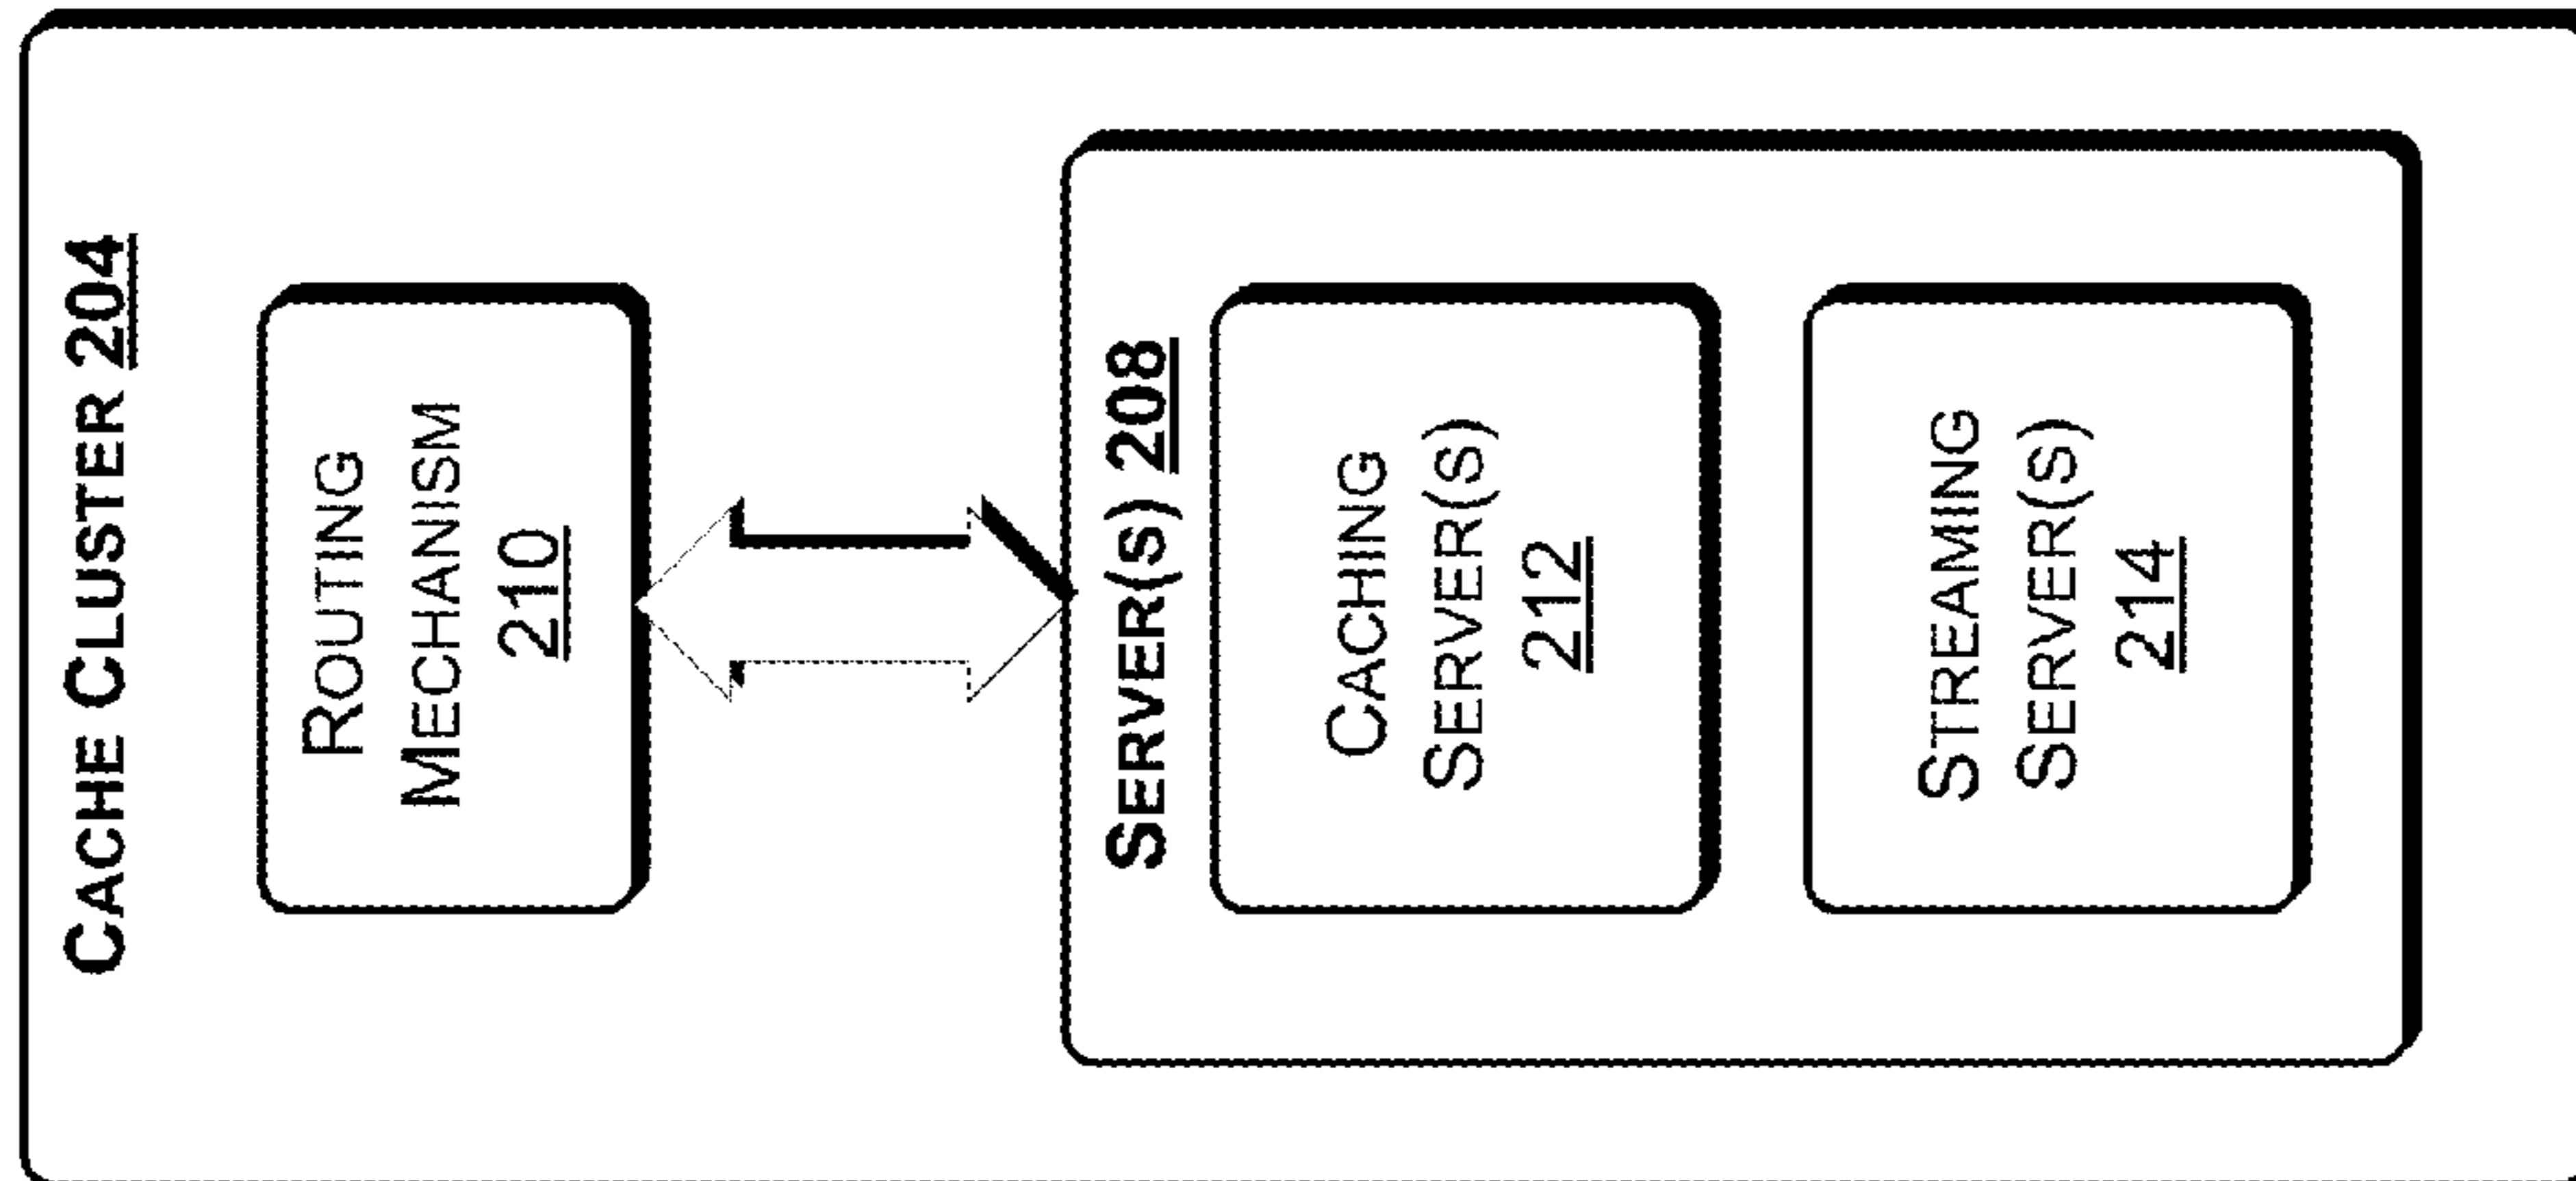 CACHE CLUSTER 204
ROUTING
MECHANISM
210
SERVER(S) 208
CACHING
SERVER(S)
212
STREAMING
SERVER(S)
214